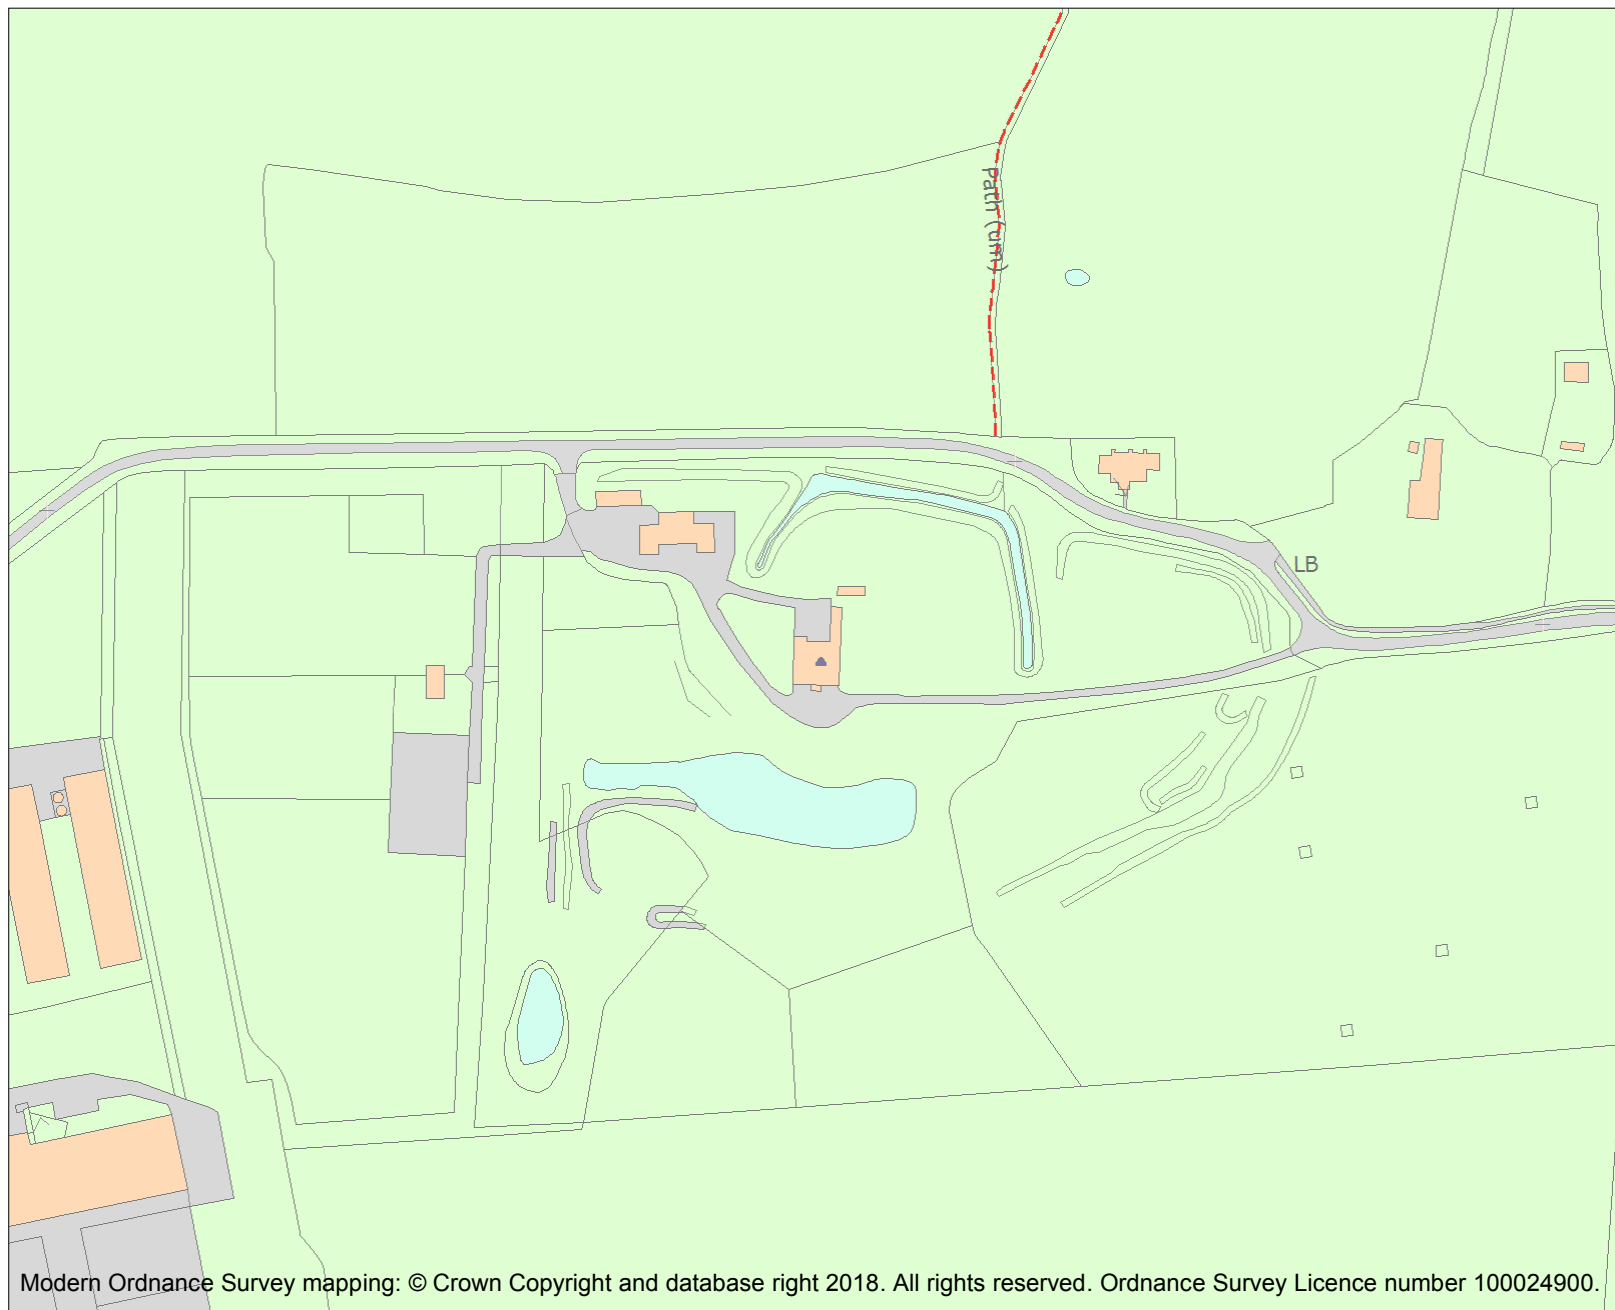 Path (um)
LB
Modern Ordnance Survey mapping: © Crown Copyright and database right 2018. All rights reserved. Ordnance Survey Licence number 100024900.